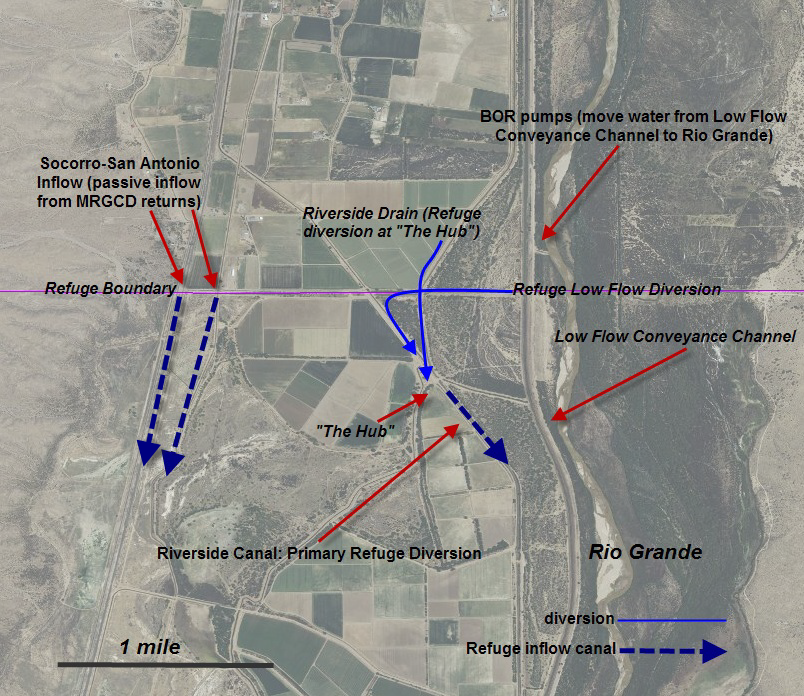 BOR pumps (move water from Low Flow
Conveyance Channel to Rio Grande)
Socorro-San Antonio
Inflow (passive inflow
from MRGCD returns)
Riverside Drain (Refuge
diversion at "The Hub")
Refuge Boundary
Refuge Low Flow Diversion
Low Flow Conveyance Channel
"The Hub"
Riverside Canal: Primary Refuge Diversion
Rio Grande
diversion
1 mile
Refuge inflow canal